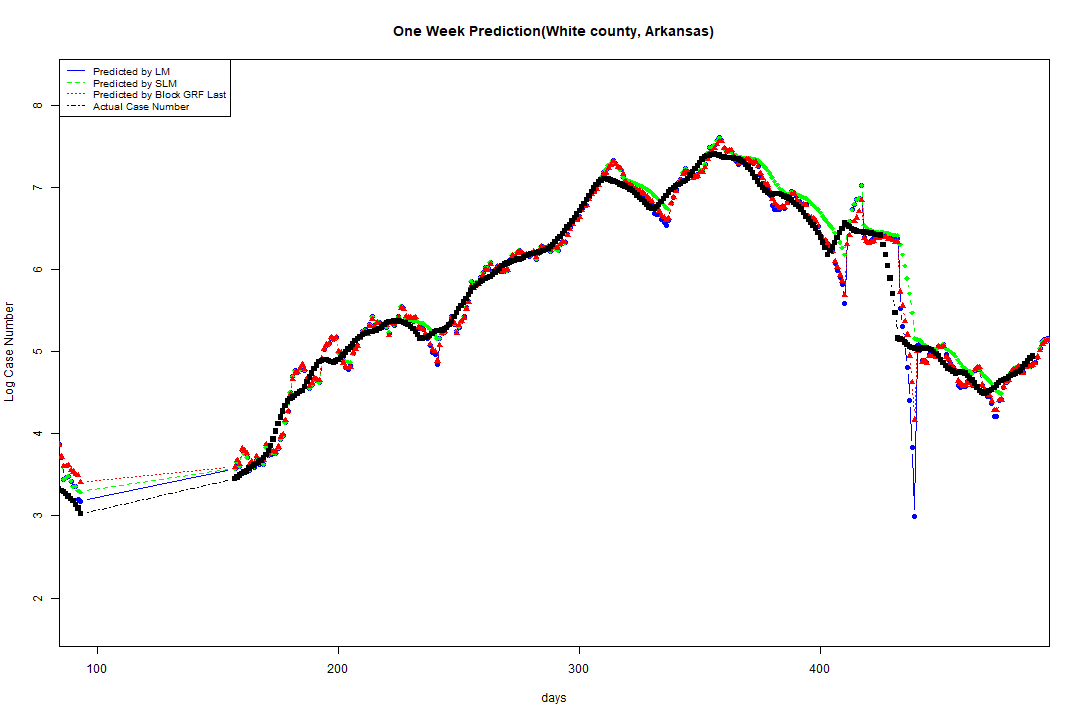 One Week Prediction(White county, Arkansas)
Predicted by LM
Predicted by SLM
Predicted by Block GRF Last
Actual Case Number
8
7
6
5
4
3
2
Log Case Number
100 200 300 400
days